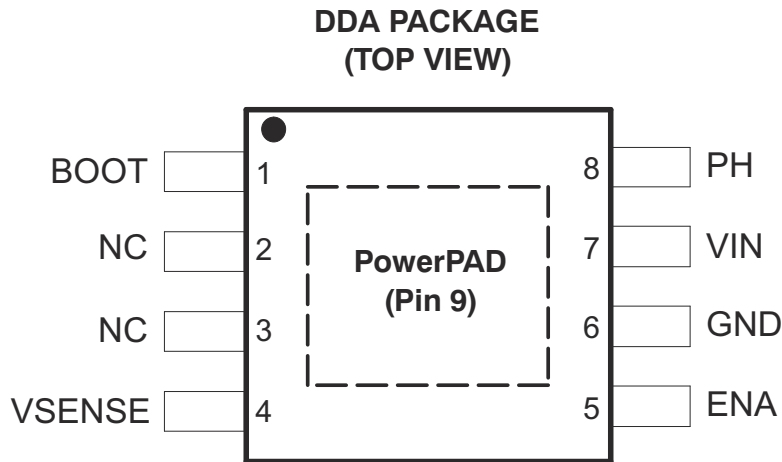 DDA PACKAGE
(TOP VIEW)
BOOT 1 8 PH
NC 2 7 VIN
NC 3 6 GND
VSENSE 4 5 ENA
PowerPAD
(Pin 9)